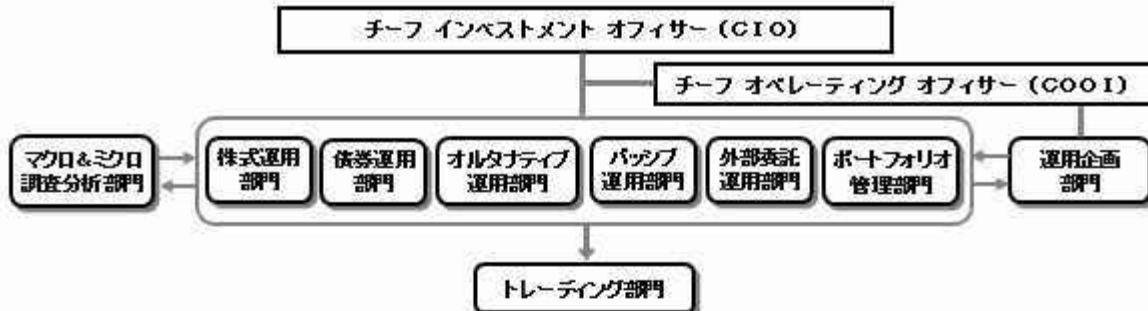 チーフ インベストメント オフィサー (CIO)
チーフ オペレーティング オフィサー (COOI)
マクロ&ミクロ
調査分析部門
株式運用
部門
債券運用
部門
オルタナティブ
運用部門
パッシブ
運用部門
外部委託
運用部門
ポートフォリオ
管理部門
運用企画
部門
トレーディング部門